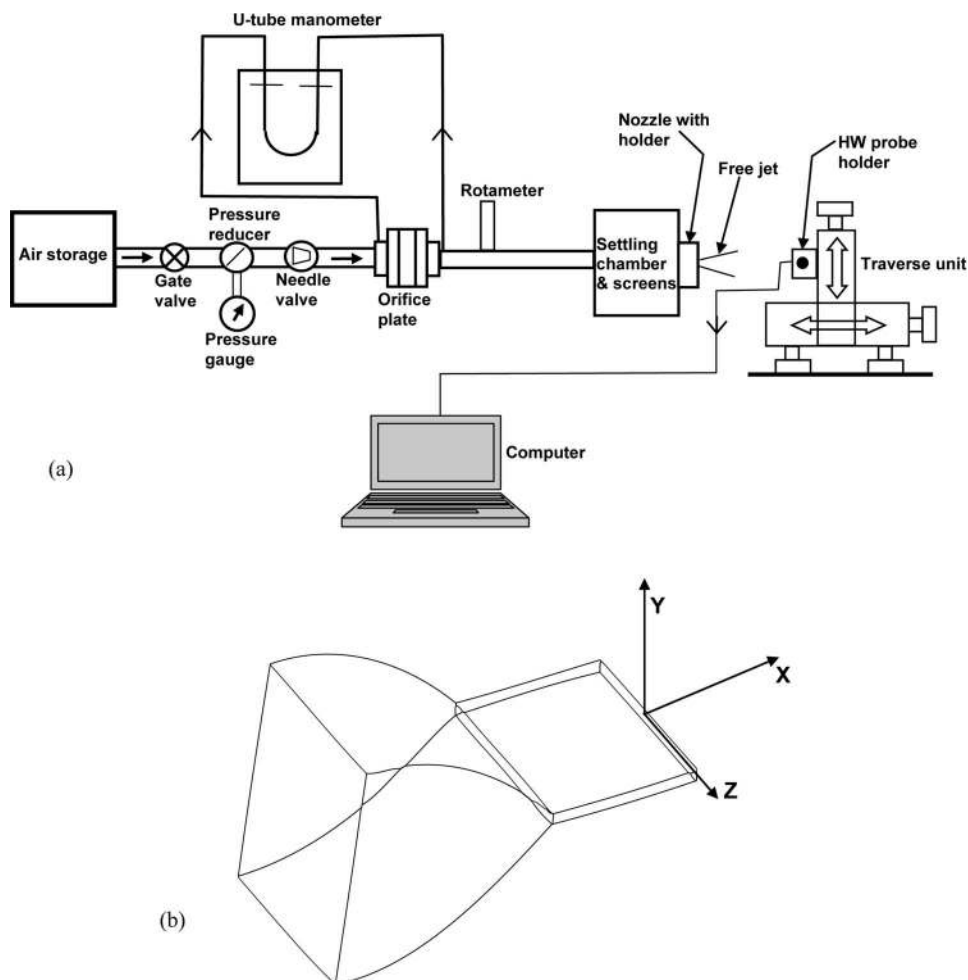 U-tube manometer
Nozzle with
holder
HW probe
holder
Free jet
Rotameter
Pressure
reducer
Air storage
Settling
chamber
& screens
Traverse unit
Gate
valve
Needle
valve
Orifice
plate
Pressure
gauge
Computer
(a)
Y
X
Z
(b)